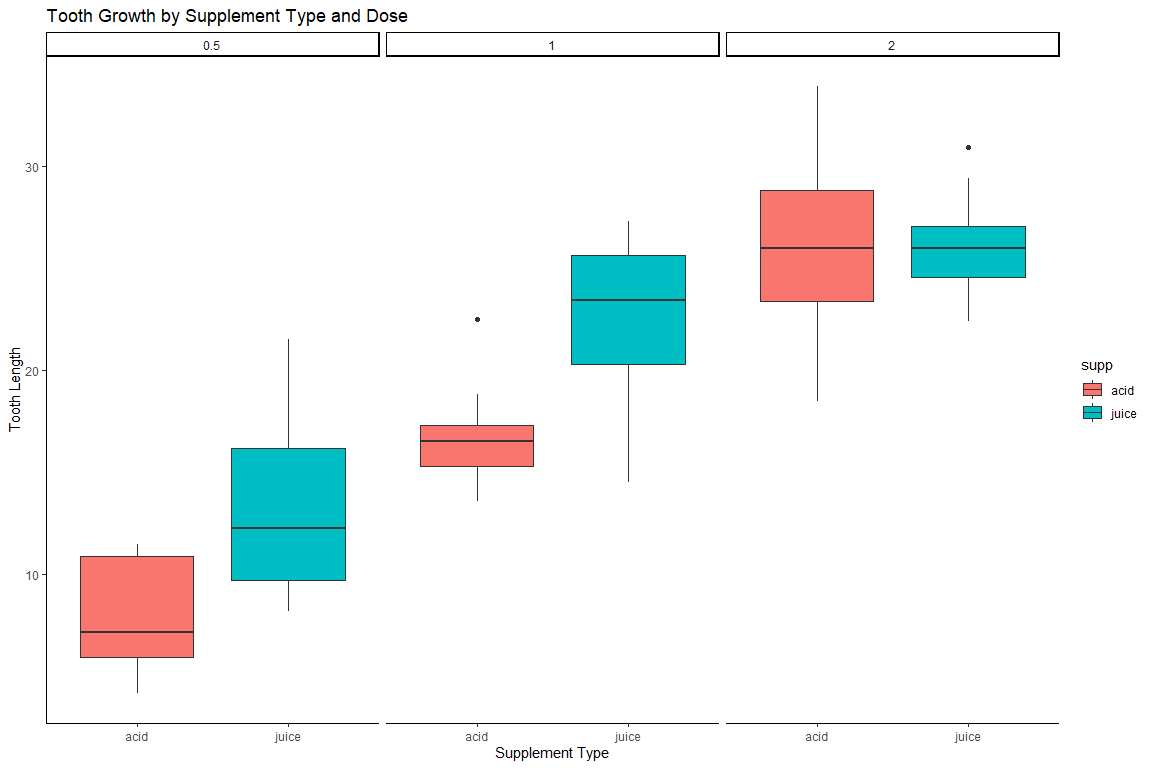 Tooth Growth by Supplement Type and Dose
0.5
1
2
30
20
10
Tooth Length
acid
juice
acid
juice
acid
juice
Supplement Type
supp
acid
juice